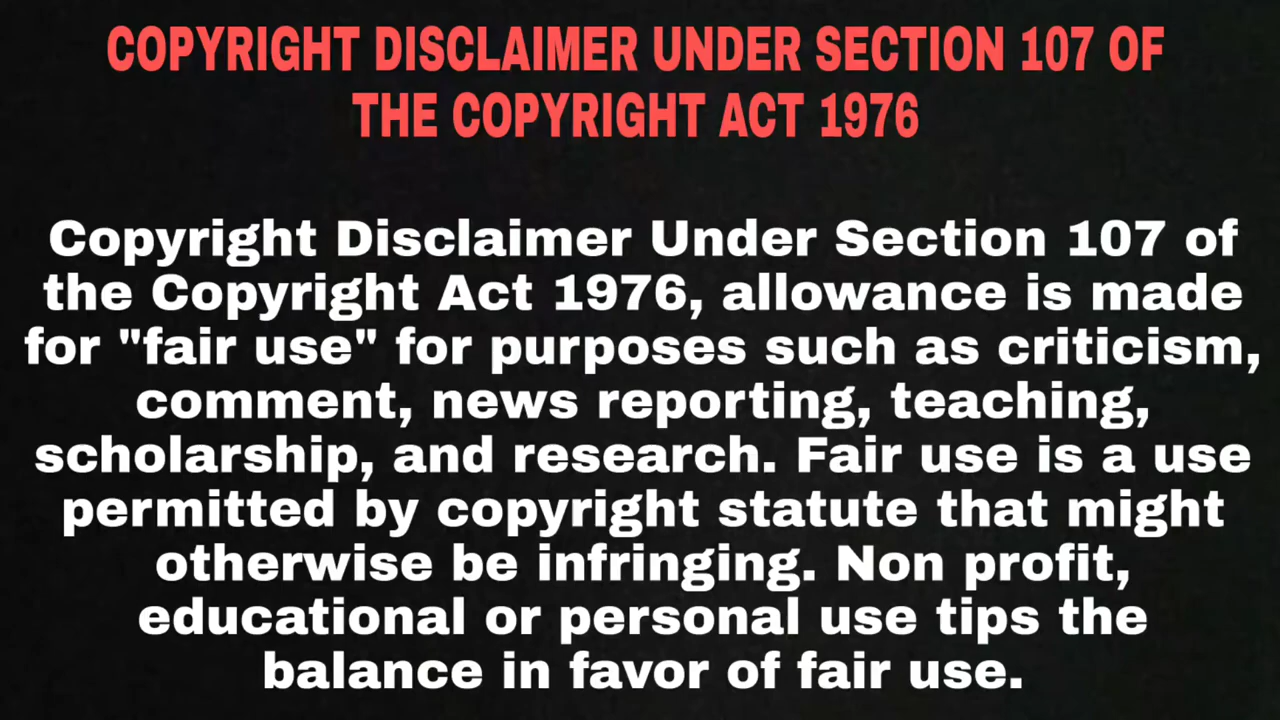 COPYRIGHT DISCLAIMER UNDER SECTION 107 OF
THE COPYRIGHT ACT 1976
Copyright Disclaimer Under Section 107 of
the Copyright Act 1976, allowance is made
for "fair use" for purposes such as criticism,
comment, news reporting, teaching,
scholarship, and research. Fair use is a use
permitted by copyright statute that might
otherwise be infringing. Non profit,
educational or personal use tips the
balance in favor of fair use.